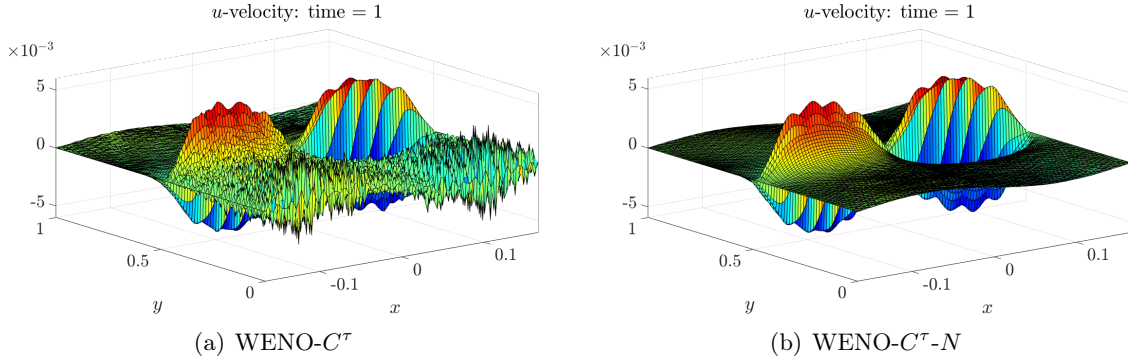 u-velocity: time = 1
×10⁻³
5
0
-5
1
0.5
0
y
-0.1
0
0.1
x
(a) WENO-C^τ
u-velocity: time = 1
×10⁻³
5
0
-5
1
0.5
0
y
-0.1
0
0.1
x
(b) WENO-C^τ-N